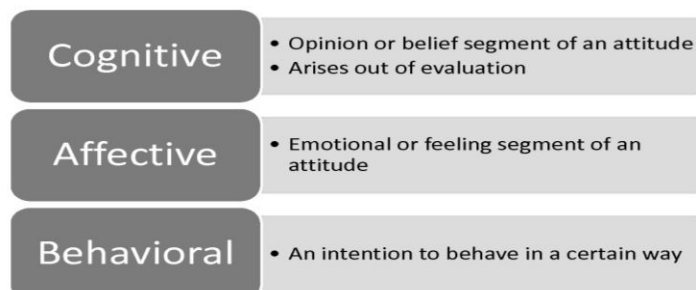 Cognitive
• Opinion or belief segment of an attitude
• Arises out of evaluation
Affective
• Emotional or feeling segment of an
attitude
Behavioral
• An intention to behave in a certain way